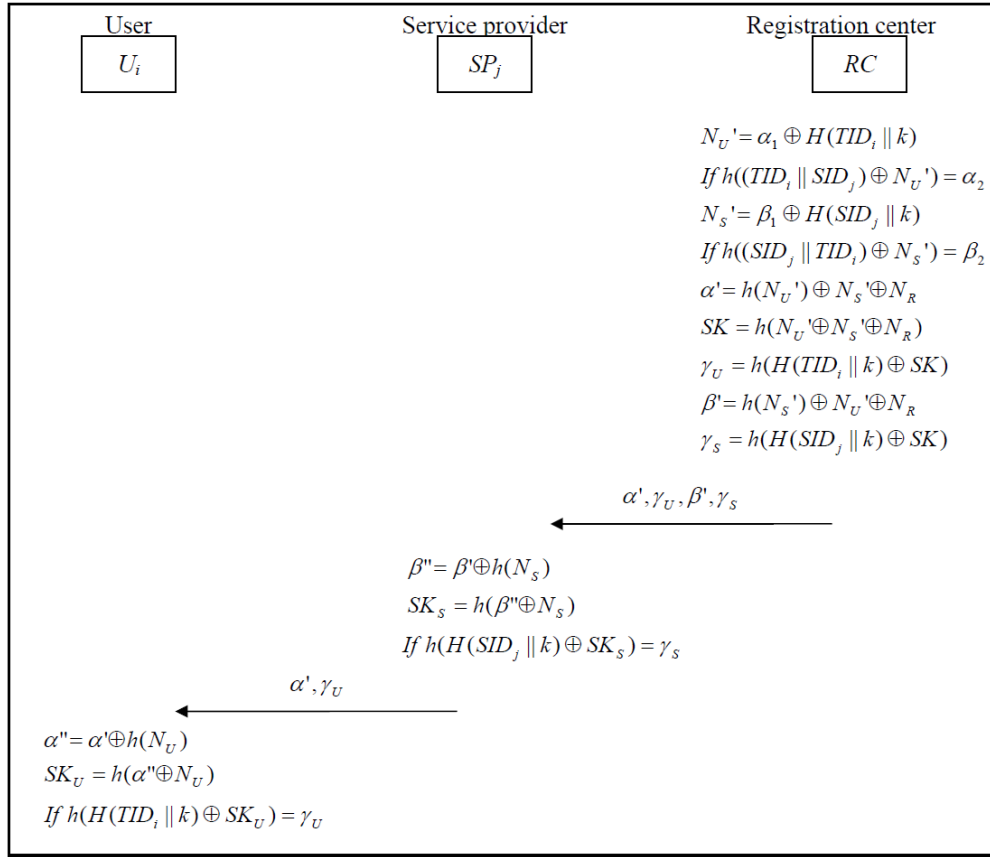 User Service provider Registration center
U_i SP_j RC
N_U'=α_1⊕H(TID_i || k)
If h((TID_i || SID_j)⊕N_U')=α_2
N_S'=β_1⊕H(SID_j || k)
If h((SID_j || TID_i)⊕N_S')=β_2
α'=h(N_U')⊕N_S'⊕N_R
SK=h(N_U'⊕N_S'⊕N_R)
γ_U=h(H(TID_i || k)⊕SK)
β'=h(N_S')⊕N_U'⊕N_R
γ_S=h(H(SID_j || k)⊕SK)
α',γ_U,β',γ_S
β"=β'⊕h(N_S)
SK_S=h(β"⊕N_S)
If h(H(SID_j || k)⊕SK_S)=γ_S
α',γ_U
α"=α'⊕h(N_U)
SK_U=h(α"⊕N_U)
If h(H(TID_i || k)⊕SK_U)=γ_U